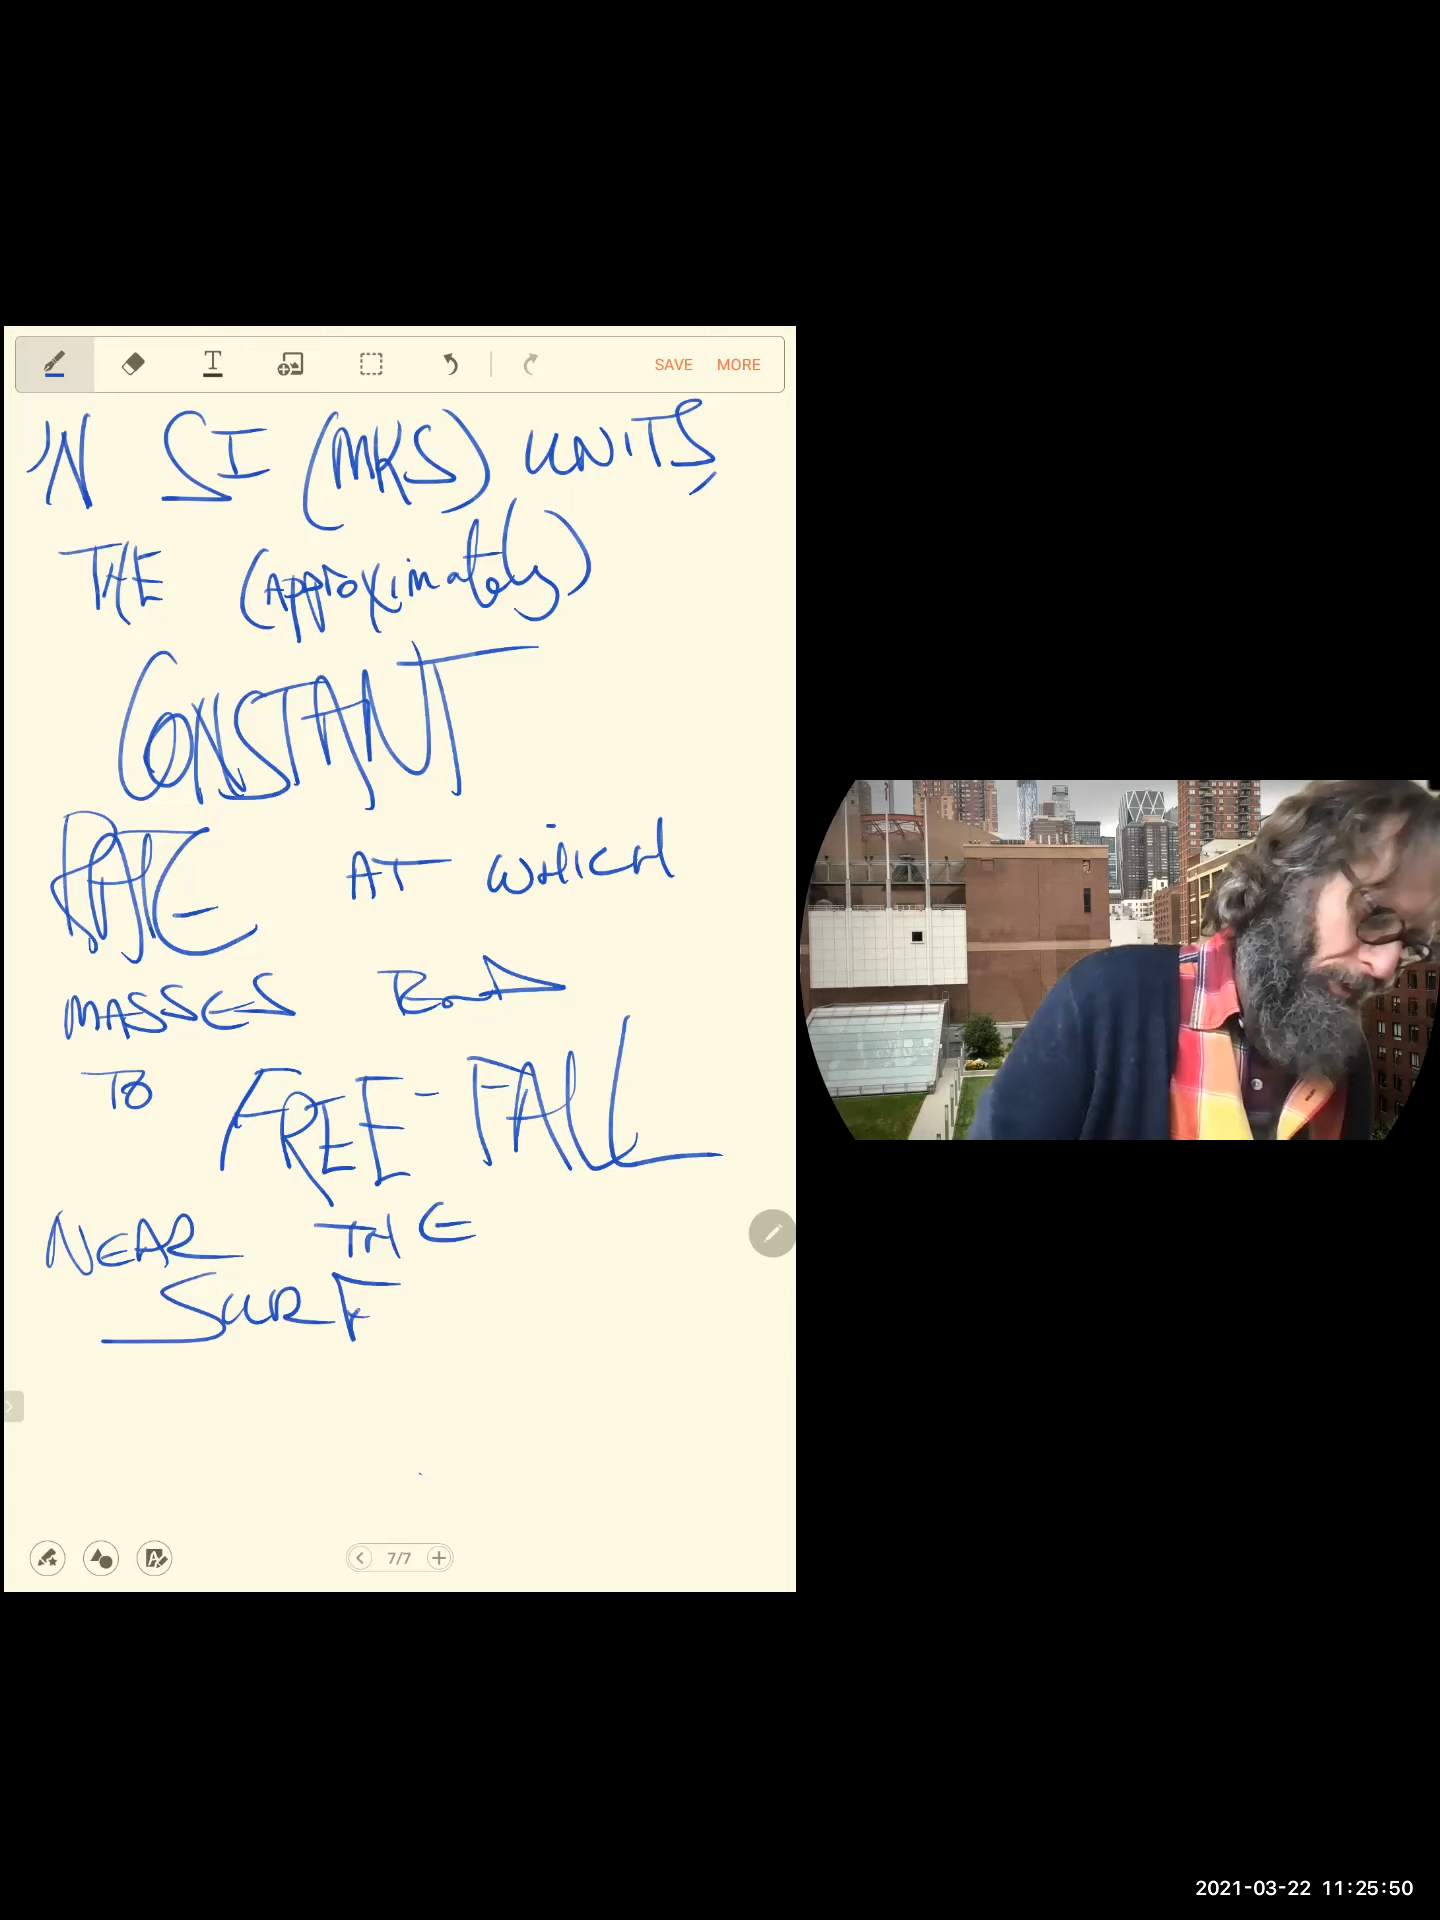 SAVE MORE
IN SI (MKS) UNITS,
THE (Approximately)
CONSTANT
RATE AT WHICH
MASSES
TO FREE-FALL
NEAR THE
SURF
7/7
2021-03-22 11:25:50